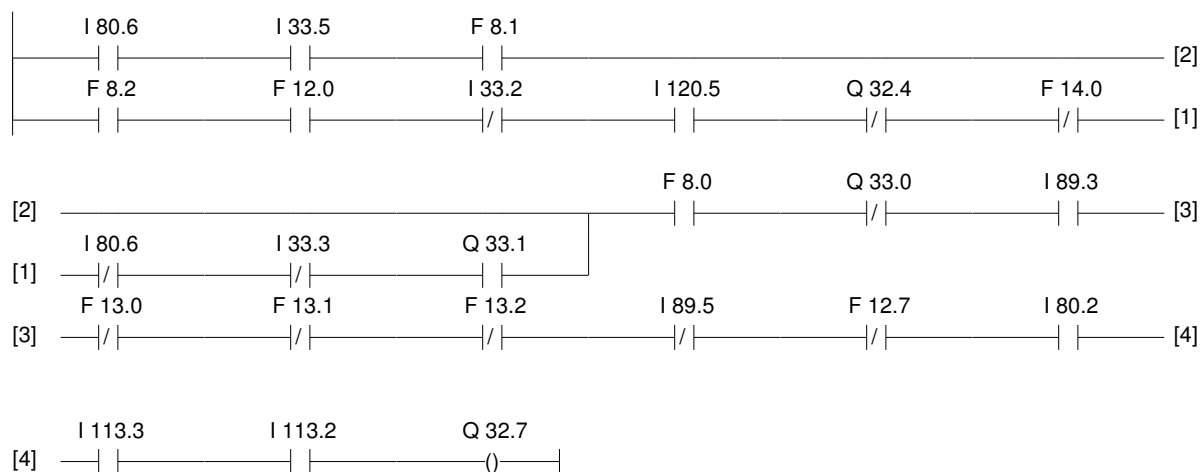 I 80.6 I 33.5 F 8.1
[2]
F 8.2 F 12.0 I 33.2 I 120.5 Q 32.4 F 14.0
/ / / [1]
F 8.0 Q 33.0 I 89.3
[2] / [3]
I 80.6 I 33.3 Q 33.1
[1] / /
F 13.0 F 13.1 F 13.2 I 89.5 F 12.7 I 80.2
[3] / / / / / [4]
I 113.3 I 113.2 Q 32.7
[4] ()